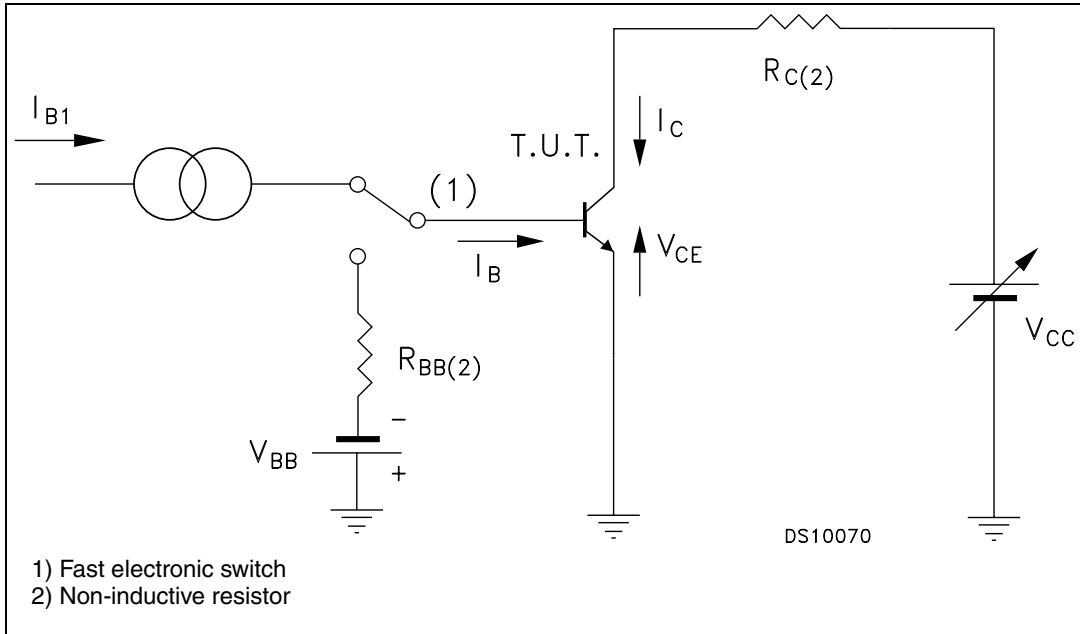 I_B1
R_C(2)
I_C
T.U.T.
(1)
V_CE
I_B
V_CC
R_BB(2)
-
V_BB
+
DS10070
1) Fast electronic switch
2) Non-inductive resistor